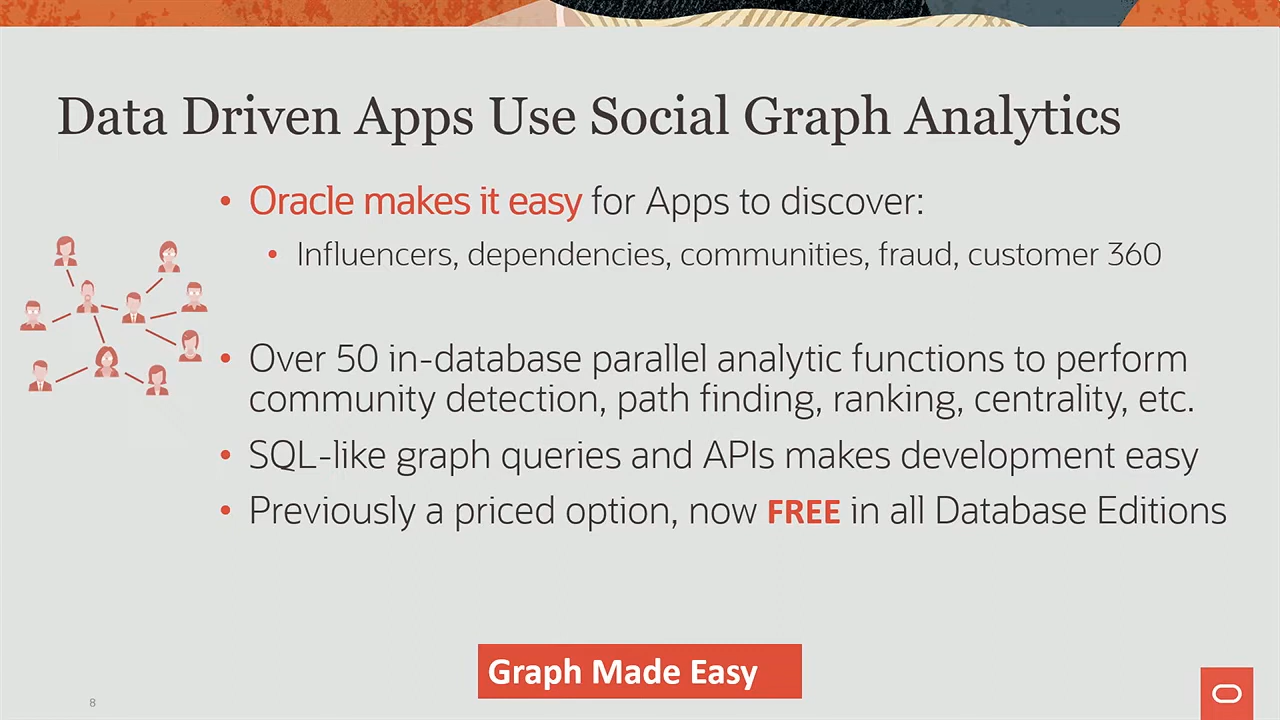 Data Driven Apps Use Social Graph Analytics
• Oracle makes it easy for Apps to discover:
• Influencers, dependencies, communities, fraud, customer 360
• Over 50 in-database parallel analytic functions to perform
community detection, path finding, ranking, centrality, etc.
• SQL-like graph queries and APIs makes development easy
• Previously a priced option, now FREE in all Database Editions
Graph Made Easy
8